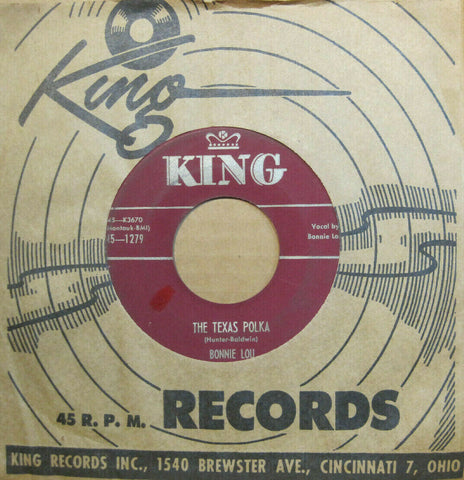 King
K
KING
45-K3670
(Montauk-BMI)
45-1279
Vocal by
Bonnie Lou
THE TEXAS POLKA
(Hunter-Baldwin)
BONNIE LOU
45 R. P. M. RECORDS
KING RECORDS INC., 1540 BREWSTER AVE., CINCINNATI 7, OHIO